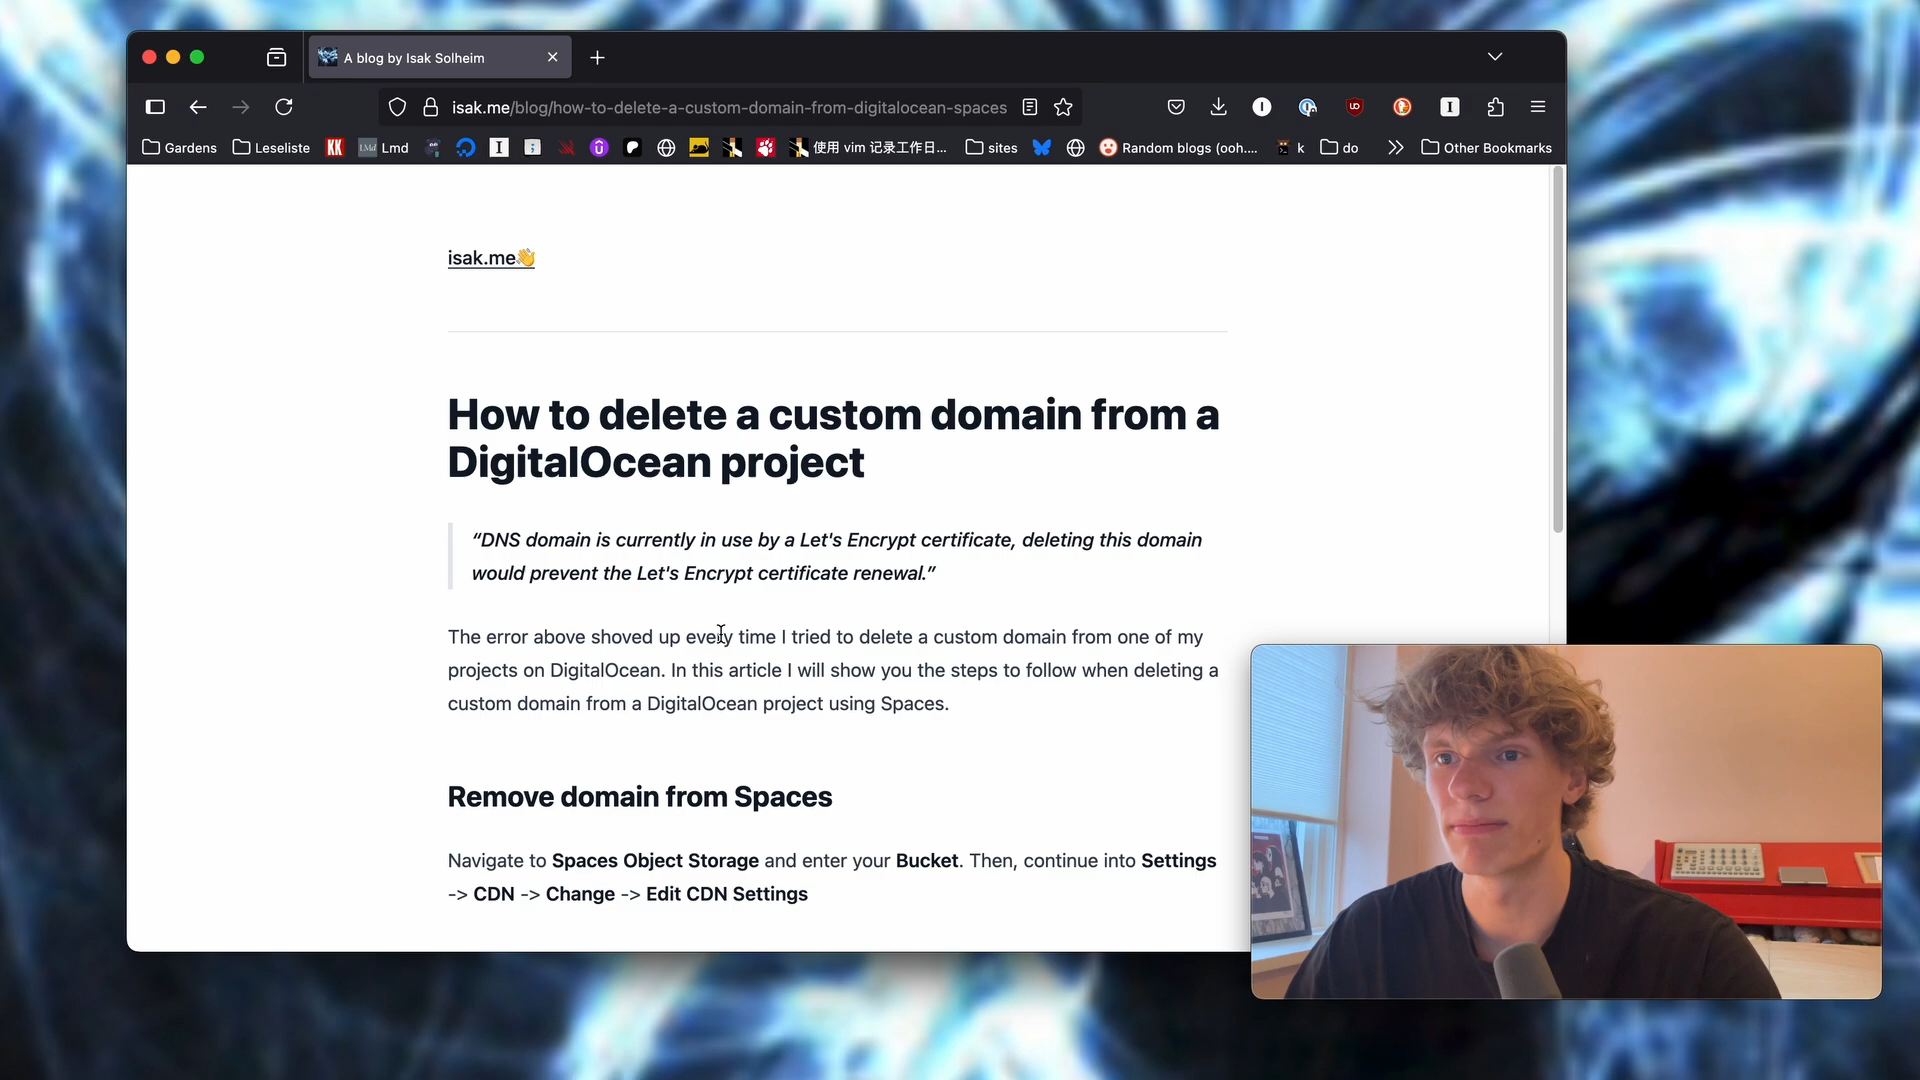 A blog by Isak Solheim
isak.me/blog/how-to-delete-a-custom-domain-from-digitalocean-spaces
Gardens Leseliste KK LMd Lmd 使用 vim 记录工作日... sites Random blogs (ooh.... k do Other Bookmarks
isak.me👋
How to delete a custom domain from a
DigitalOcean project
“DNS domain is currently in use by a Let's Encrypt certificate, deleting this domain
would prevent the Let's Encrypt certificate renewal.”
The error above shoved up every time I tried to delete a custom domain from one of my
projects on DigitalOcean. In this article I will show you the steps to follow when deleting a
custom domain from a DigitalOcean project using Spaces.
Remove domain from Spaces
Navigate to Spaces Object Storage and enter your Bucket. Then, continue into Settings
-> CDN -> Change -> Edit CDN Settings